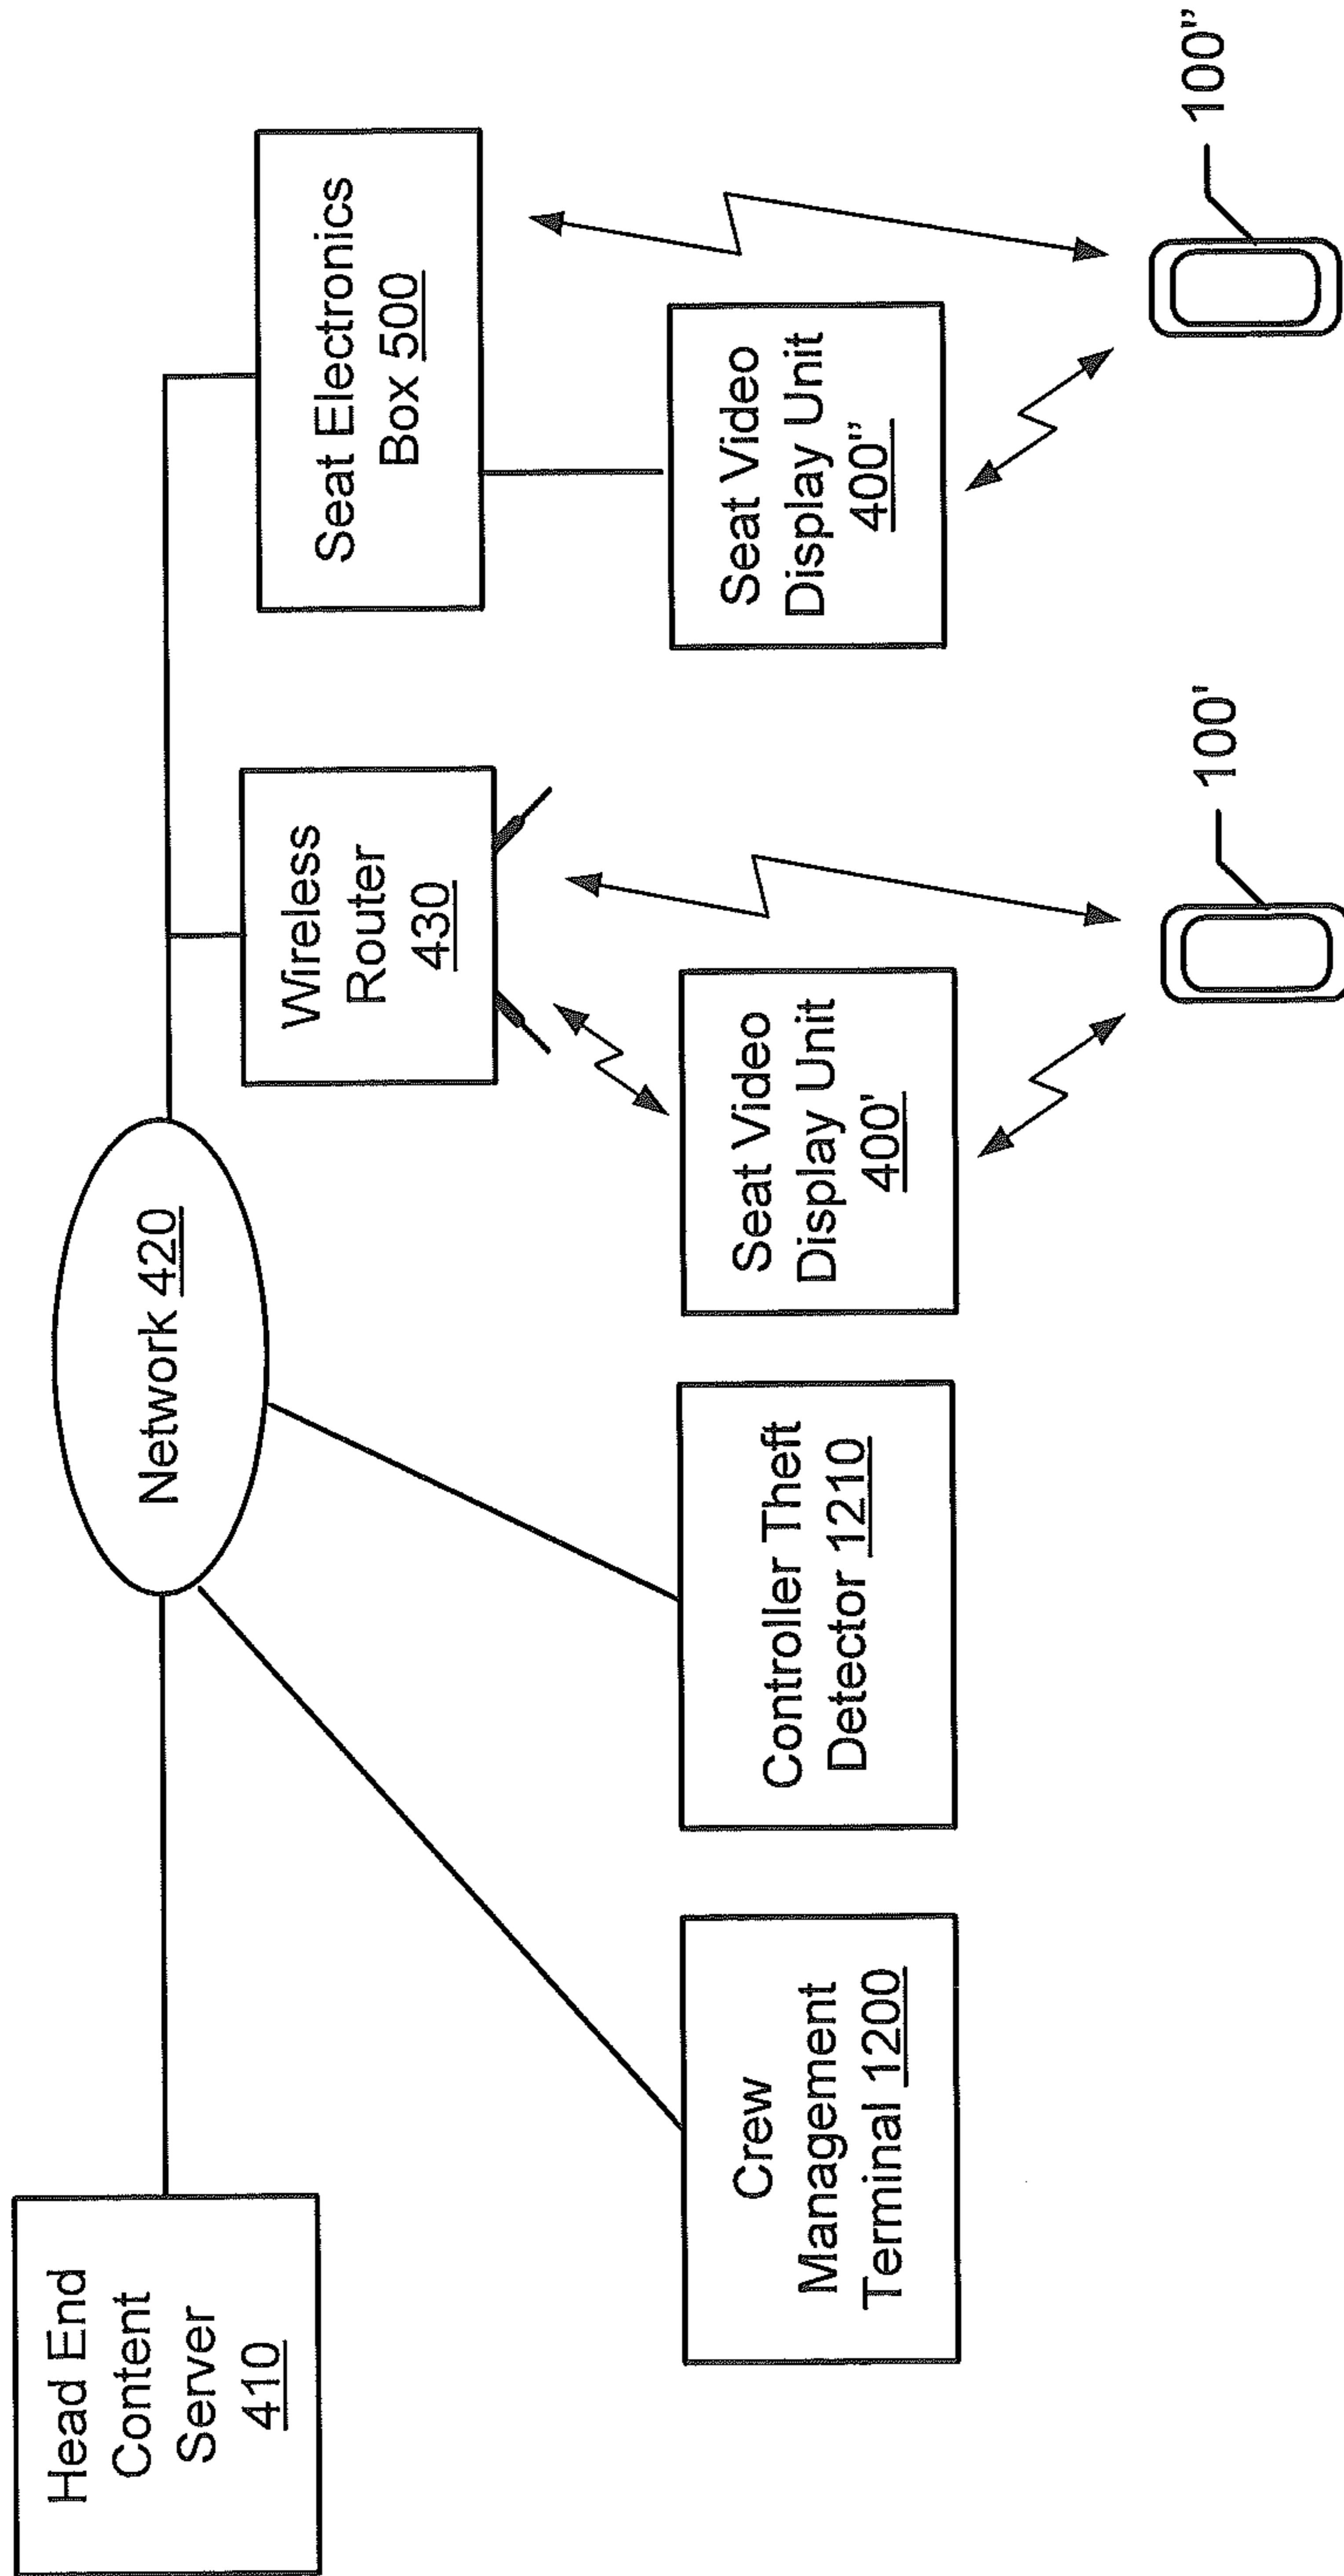 Head End
Content
Server
410
Network 420
Wireless
Router
430
Seat Electronics
Box 500
Crew
Management
Terminal 1200
Controller Theft
Detector 1210
Seat Video
Display Unit
400'
Seat Video
Display Unit
400"
100'
100"